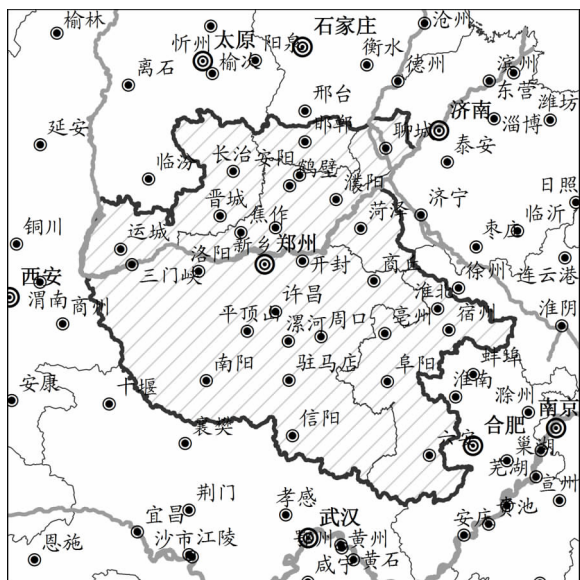 榆林
石家庄
沧州
忻州
太原
阳泉
衡水
德州
滨州
离石
榆次
东营
邢台
济南
淄博
潍坊
延安
邯郸
聊城
泰安
临汾
长治
安阳
鹤壁
濮阳
日照
晋城
菏泽
济宁
临沂
铜川
运城
焦作
新乡
枣庄
洛阳
郑州
西安
三门峡
开封
商丘
徐州
连云港
渭南
商州
许昌
淮北
淮阴
平顶山
漯河
周口
亳州
宿州
南阳
驻马店
阜阳
蚌埠
安康
十堰
淮南
滁州
襄樊
信阳
六安
合肥
南京
巢湖
芜湖
宣州
荆门
孝感
宜昌
武汉
安庆
贵池
恩施
沙市
江陵
鄂州
黄州
咸宁
黄石